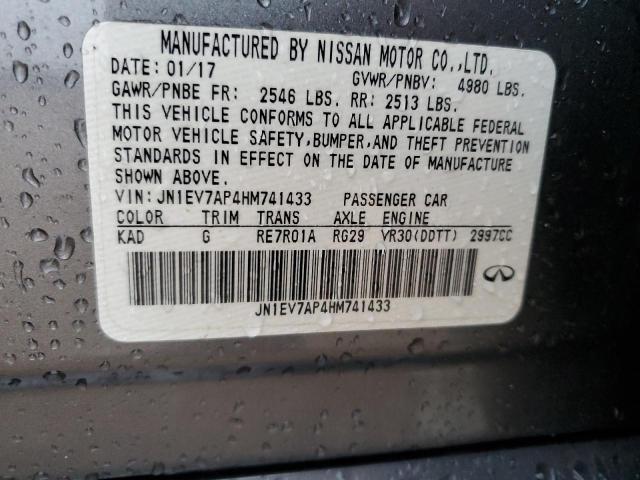 MANUFACTURED BY NISSAN MOTOR CO.,LTD.
DATE: 01/17 GVWR/PNBV: 4980 LBS.
GAWR/PNBE FR: 2546 LBS. RR: 2513 LBS.
THIS VEHICLE CONFORMS TO ALL APPLICABLE FEDERAL
MOTOR VEHICLE SAFETY,BUMPER,AND THEFT PREVENTION
STANDARDS IN EFFECT ON THE DATE OF MANUFACTURE
SHOWN ABOVE.
VIN: JN1EV7AP4HM741433 PASSENGER CAR
COLOR TRIM TRANS AXLE ENGINE
KAD G RE7R01A RG29 VR30(DDTT) 2997CC
JN1EV7AP4HM741433